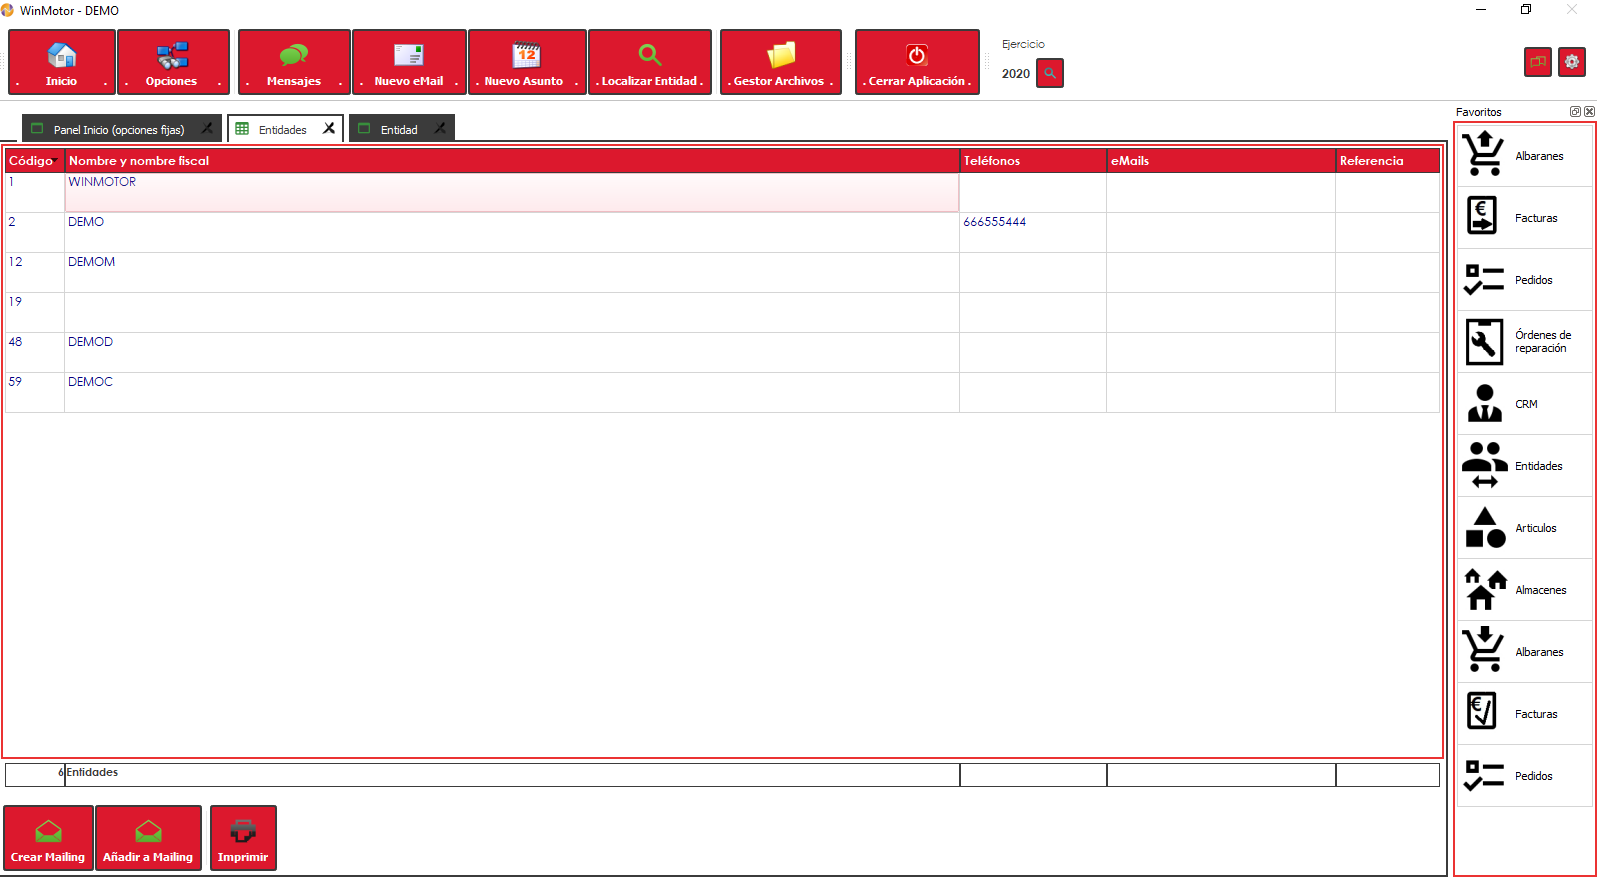 WinMotor - DEMO
. Inicio .
. Opciones .
. Mensajes .
. Nuevo eMail .
12
. Nuevo Asunto .
. Localizar Entidad .
. Gestor Archivos .
. Cerrar Aplicación .
Ejercicio
2020
Panel Inicio (opciones fijas)
Entidades
Entidad
Código Nombre y nombre fiscal Teléfonos eMails Referencia
1 WINMOTOR
2 DEMO 666555444
12 DEMOM
19
48 DEMOD
59 DEMOC
6 Entidades
Crear Mailing
Añadir a Mailing
Imprimir
Favoritos
Albaranes
€
Facturas
Pedidos
Órdenes de
reparación
CRM
Entidades
Articulos
Almacenes
Albaranes
€
Facturas
Pedidos